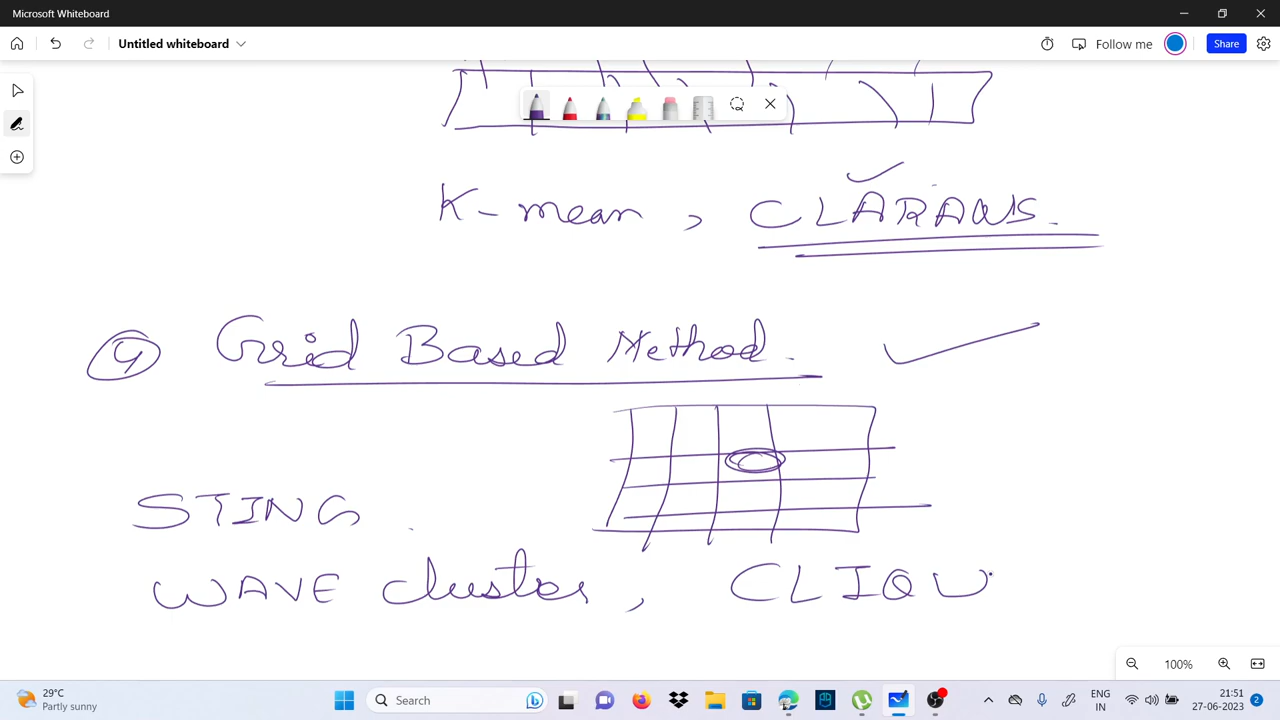 Microsoft Whiteboard
Untitled whiteboard
Follow me
Share
K-mean, CLARANS.
④ Grid Based Method.
STING
WAVE cluster, CLIQU
100%
29°C
Partly sunny
Search
ENG
IN
21:51
27-06-2023
2